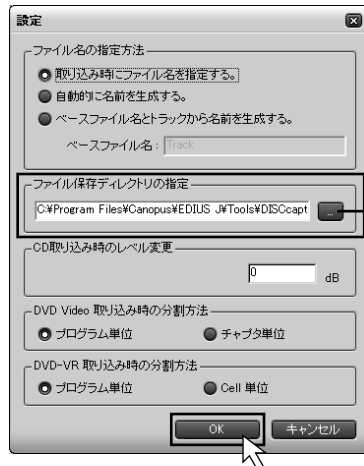 設定
ファイル名の指定方法
取り込み時にファイル名を指定する。
自動的に名前を生成する。
ベースファイル名とトラックから名前を生成する。
ベースファイル名: Track
ファイル保存ディレクトリの指定
C:¥Program Files¥Canopus¥EDIUS J¥Tools¥DISCcapt ...
CD取り込み時のレベル変更
0 dB
DVD Video 取り込み時の分割方法
プログラム単位 チャプタ単位
DVD-VR 取り込み時の分割方法
プログラム単位 Cell 単位
OK キャンセル